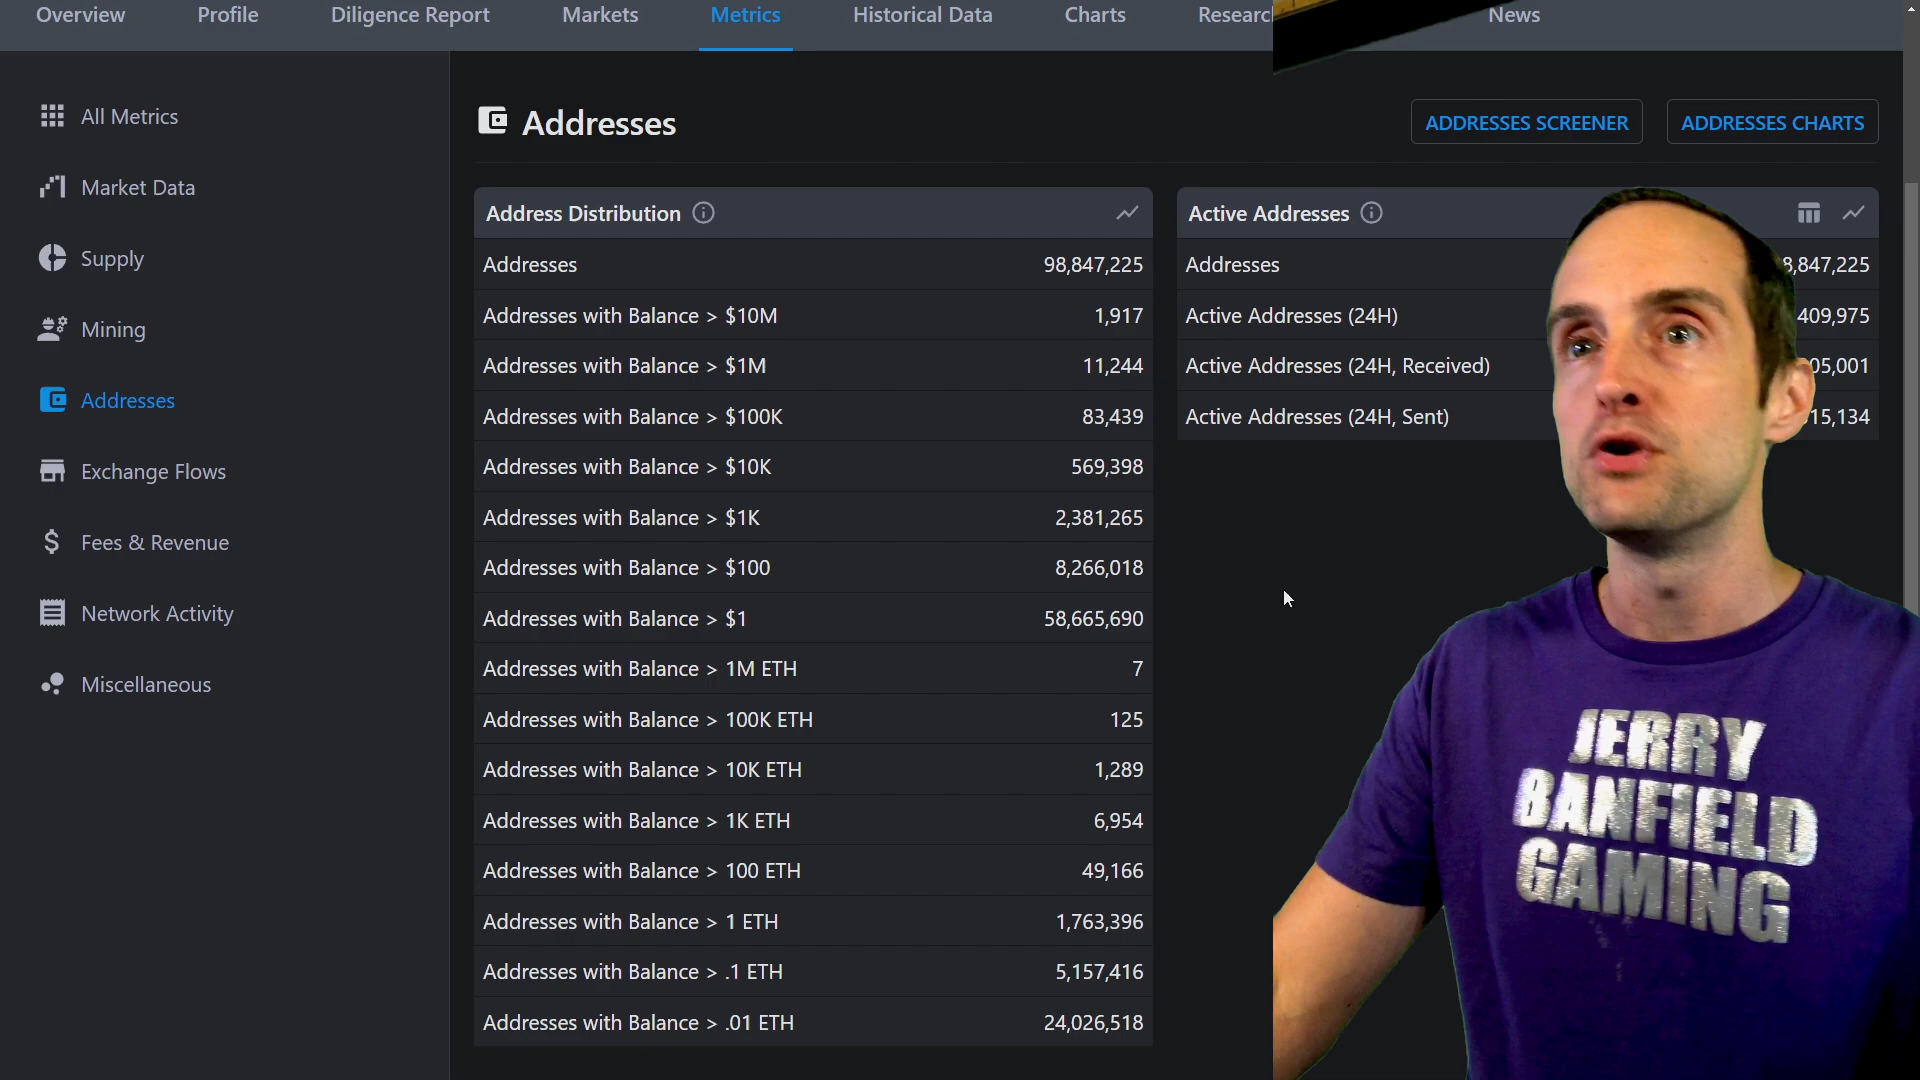 Overview Profile Diligence Report Markets Metrics Historical Data Charts News
All Metrics
Market Data
Supply
Mining
Addresses
Exchange Flows
Fees & Revenue
Network Activity
Miscellaneous
Addresses
ADDRESSES SCREENER ADDRESSES CHARTS
Address Distribution
Addresses 98,847,225
Addresses with Balance > $10M 1,917
Addresses with Balance > $1M 11,244
Addresses with Balance > $100K 83,439
Addresses with Balance > $10K 569,398
Addresses with Balance > $1K 2,381,265
Addresses with Balance > $100 8,266,018
Addresses with Balance > $1 58,665,690
Addresses with Balance > 1M ETH 7
Addresses with Balance > 100K ETH 125
Addresses with Balance > 10K ETH 1,289
Addresses with Balance > 1K ETH 6,954
Addresses with Balance > 100 ETH 49,166
Addresses with Balance > 1 ETH 1,763,396
Addresses with Balance > .1 ETH 5,157,416
Addresses with Balance > .01 ETH 24,026,518
Active Addresses
Addresses
Active Addresses (24H) 409,975
Active Addresses (24H, Received)
Active Addresses (24H, Sent)
JERRY
BANFIELD
GAMING